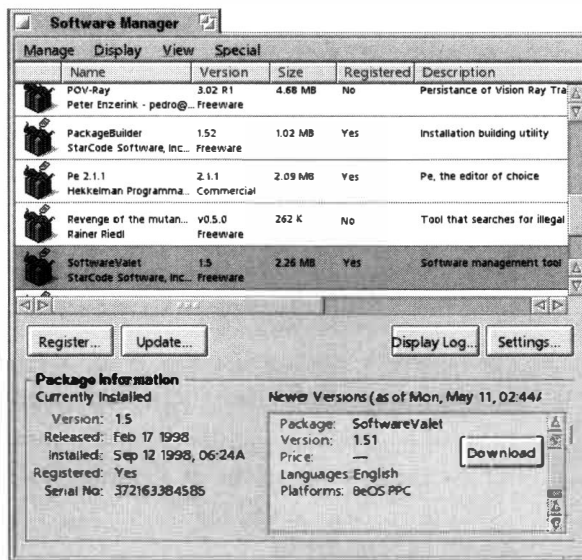 Software Manager
Manage Display View Special
Name Version Size Registered Description
POV-Ray 3.02 R1 4.68 MB No Persistance of Vision Ray Tra
Peter Enzerink - pedro@... Freeware
PackageBuilder 1.52 1.02 MB Yes Installation building utility
StarCode Software, Inc... Freeware
Pe 2.1.1 2.1.1 2.09 MB Yes Pe, the editor of choice
Hekkelman Programma... Commercial
Revenge of the mutan... v0.5.0 262 K No Tool that searches for illegal
Rainer Riedl Freeware
SoftwareValet 1.5 2.26 MB Yes Software management tool
StarCode Software, Inc... Freeware
Register... Update... Display Log... Settings...
Package Information
Currently Installed
Version: 1.5
Released: Feb 17 1998
Installed: Sep 12 1998, 06:24A
Registered: Yes
Serial No: 372163384585
Newer Versions (as of Mon, May 11, 02:44A
Package: SoftwareValet
Version: 1.51
Price: —
Languages: English
Platforms: BeOS PPC
Download